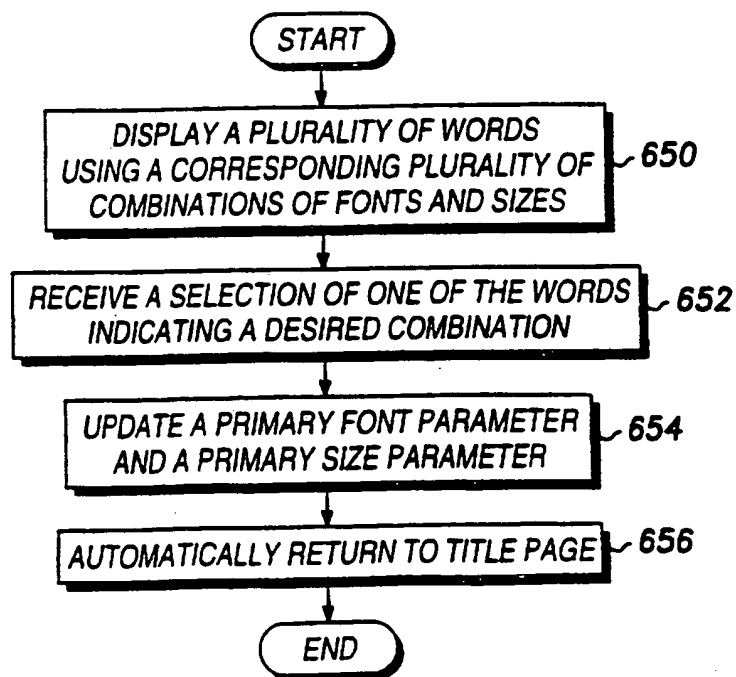 START
DISPLAY A PLURALITY OF WORDS
USING A CORRESPONDING PLURALITY OF
COMBINATIONS OF FONTS AND SIZES
650
RECEIVE A SELECTION OF ONE OF THE WORDS
INDICATING A DESIRED COMBINATION
652
UPDATE A PRIMARY FONT PARAMETER
AND A PRIMARY SIZE PARAMETER
654
AUTOMATICALLY RETURN TO TITLE PAGE
656
END